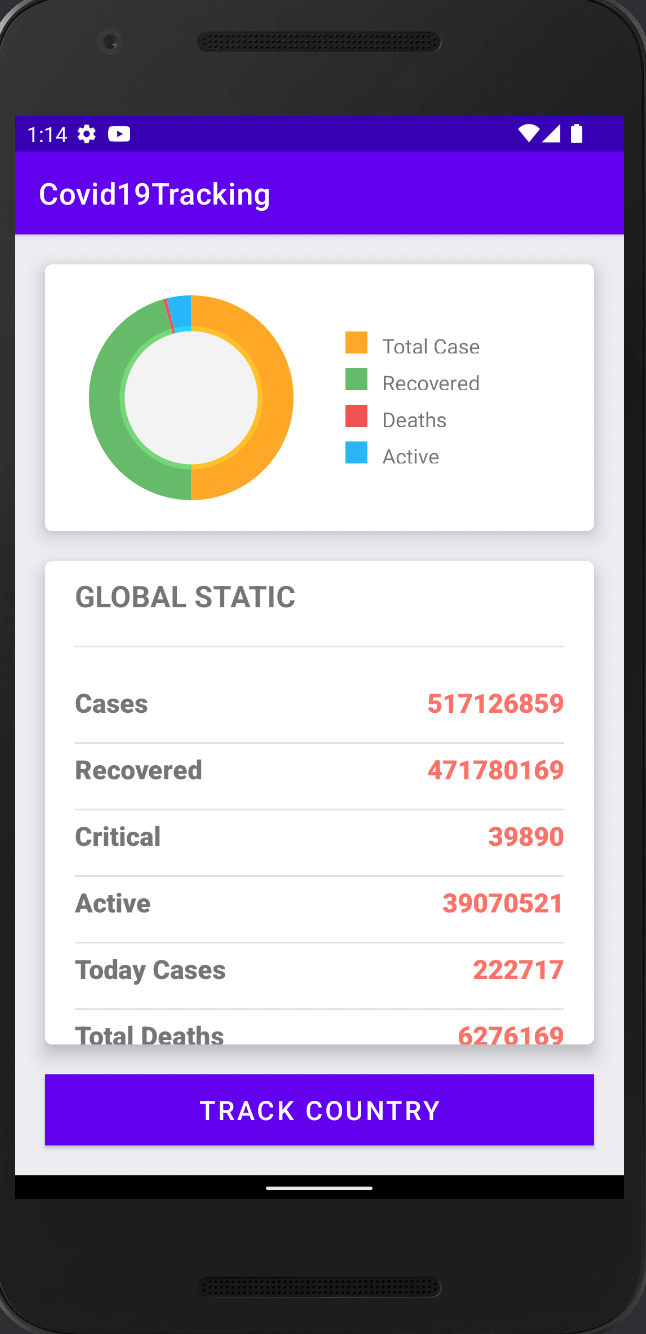 1:14
Covid19Tracking
Total Case
Recovered
Deaths
Active
GLOBAL STATIC
Cases 517126859
Recovered 471780169
Critical 39890
Active 39070521
Today Cases 222717
Total Deaths 6276169
TRACK COUNTRY